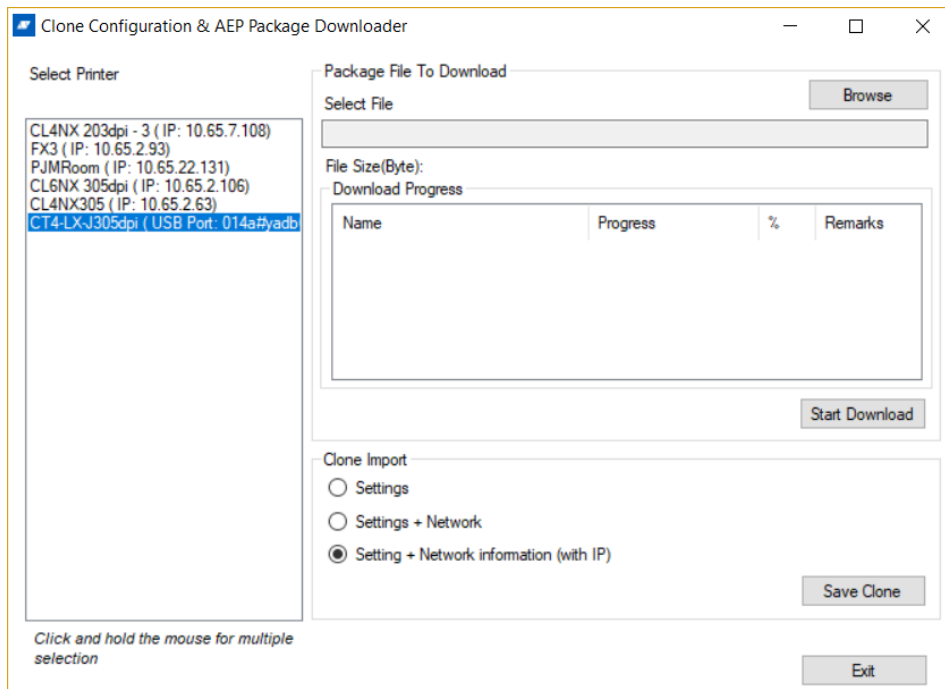 Clone Configuration & AEP Package Downloader
Select Printer
CL4NX 203dpi - 3 ( IP: 10.65.7.108)
FX3 ( IP: 10.65.2.93)
PJMRoom ( IP: 10.65.22.131)
CL6NX 305dpi ( IP: 10.65.2.106)
CL4NX305 ( IP: 10.65.2.63)
CT4-LX-J305dpi ( USB Port: 014a#yadb
Click and hold the mouse for multiple
selection
Package File To Download
Browse
Select File
File Size(Byte):
Download Progress
Name Progress % Remarks
Start Download
Clone Import
Settings
Settings + Network
Setting + Network information (with IP)
Save Clone
Exit